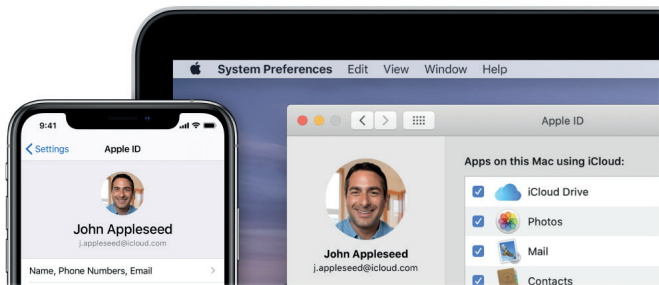 System Preferences Edit View Window Help
Apple ID
Apps on this Mac using iCloud:
iCloud Drive
Photos
Mail
Contacts
John Appleseed
j.appleseed@icloud.com
9:41
Settings Apple ID
John Appleseed
j.appleseed@icloud.com
Name, Phone Numbers, Email